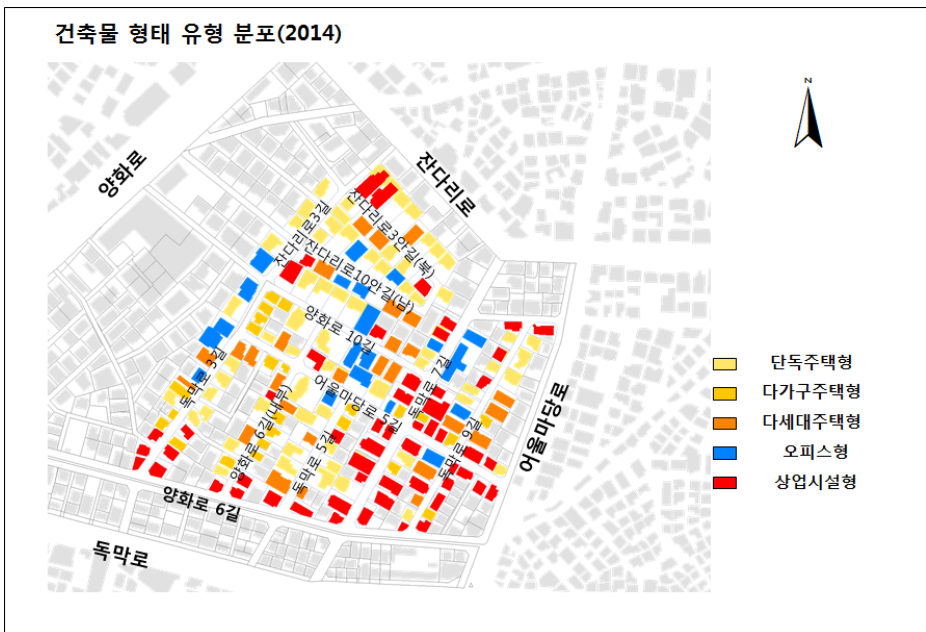 건축물 형태 유형 분포(2014)
N
양화로
잔다리로
잔다리로3길
잔다리로3안길(북)
잔다리로10안길(남)
양화로 10길
독막로 3길
어울마당로 5길
독막로 7길
양화로 6길(내부)
독막로 5길
독막로 9길
어울마당로
양화로 6길
독막로
단독주택형
다가구주택형
다세대주택형
오피스형
상업시설형